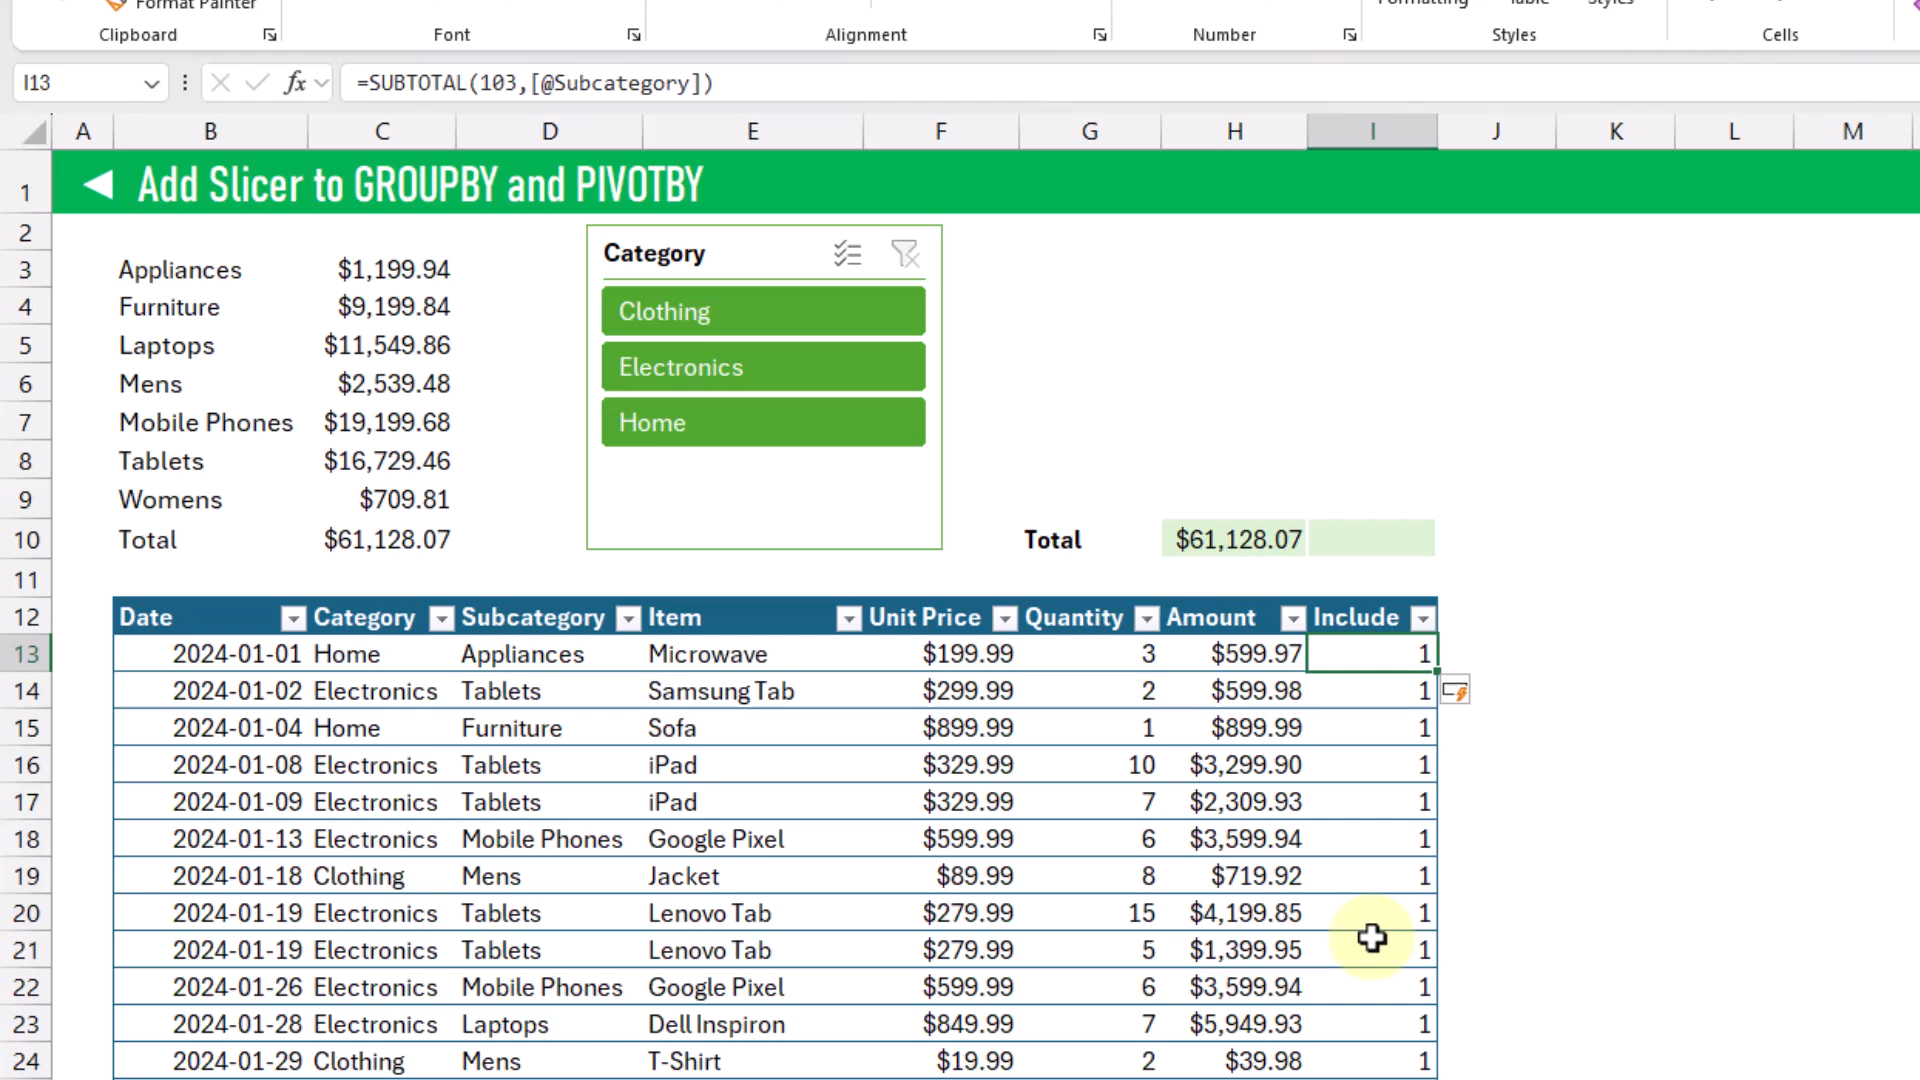 Format Painter
Clipboard Font Alignment Number Styles Cells
I13 fx =SUBTOTAL(103,[@Subcategory])
A B C D E F G H I J K L M
1 Add Slicer to GROUPBY and PIVOTBY
2 Category
3 Appliances $1,199.94 Clothing
4 Furniture $9,199.84
5 Laptops $11,549.86 Electronics
6 Mens $2,539.48
7 Mobile Phones $19,199.68 Home
8 Tablets $16,729.46
9 Womens $709.81
10 Total $61,128.07 Total $61,128.07
11
12 Date Category Subcategory Item Unit Price Quantity Amount Include
13 2024-01-01 Home Appliances Microwave $199.99 3 $599.97 1
14 2024-01-02 Electronics Tablets Samsung Tab $299.99 2 $599.98 1
15 2024-01-04 Home Furniture Sofa $899.99 1 $899.99 1
16 2024-01-08 Electronics Tablets iPad $329.99 10 $3,299.90 1
17 2024-01-09 Electronics Tablets iPad $329.99 7 $2,309.93 1
18 2024-01-13 Electronics Mobile Phones Google Pixel $599.99 6 $3,599.94 1
19 2024-01-18 Clothing Mens Jacket $89.99 8 $719.92 1
20 2024-01-19 Electronics Tablets Lenovo Tab $279.99 15 $4,199.85 1
21 2024-01-19 Electronics Tablets Lenovo Tab $279.99 5 $1,399.95 1
22 2024-01-26 Electronics Mobile Phones Google Pixel $599.99 6 $3,599.94 1
23 2024-01-28 Electronics Laptops Dell Inspiron $849.99 7 $5,949.93 1
24 2024-01-29 Clothing Mens T-Shirt $19.99 2 $39.98 1